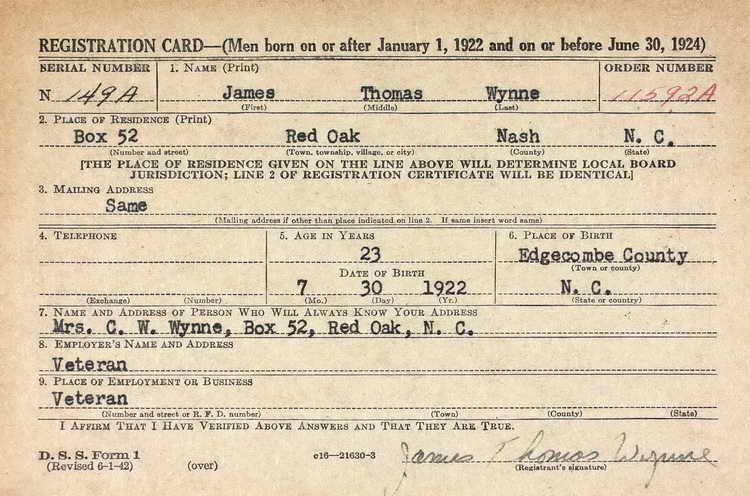 REGISTRATION CARD—(Men born on or after January 1, 1922 and on or before June 30, 1924)
SERIAL NUMBER 1. NAME (Print) ORDER NUMBER
N 149A James Thomas Wynne 11592A
(First) (Middle) (Last)
2. PLACE OF RESIDENCE (Print)
Box 52 Red Oak Nash N. C.
(Number and street) (Town, township, village, or city) (County) (State)
[THE PLACE OF RESIDENCE GIVEN ON THE LINE ABOVE WILL DETERMINE LOCAL BOARD
JURISDICTION; LINE 2 OF REGISTRATION CERTIFICATE WILL BE IDENTICAL]
3. MAILING ADDRESS
Same
(Mailing address if other than place indicated on line 2. If same insert word same)
4. TELEPHONE 5. AGE IN YEARS 6. PLACE OF BIRTH
23 Edgecombe County
(Town or county)
DATE OF BIRTH
7 30 1922 N. C.
(Exchange) (Number) (Mo.) (Day) (Yr.) (State or country)
7. NAME AND ADDRESS OF PERSON WHO WILL ALWAYS KNOW YOUR ADDRESS
Mrs. C. W. Wynne, Box 52, Red Oak, N. C.
8. EMPLOYER'S NAME AND ADDRESS
Veteran
9. PLACE OF EMPLOYMENT OR BUSINESS
Veteran
(Number and street or R. F. D. number) (Town) (County) (State)
I AFFIRM THAT I HAVE VERIFIED ABOVE ANSWERS AND THAT THEY ARE TRUE.
D. S. S. Form 1
(Revised 6-1-42) (over) c16—21630-3 James Thomas Wynne
(Registrant's signature)